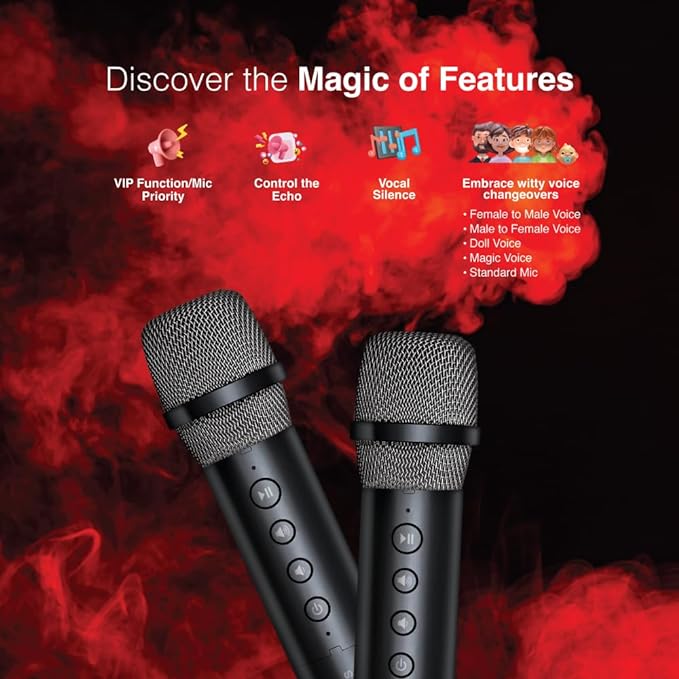 Discover the Magic of Features
VIP Function/Mic
Priority
Control the
Echo
Vocal
Silence
Embrace witty voice
changeovers
• Female to Male Voice
• Male to Female Voice
• Doll Voice
• Magic Voice
• Standard Mic